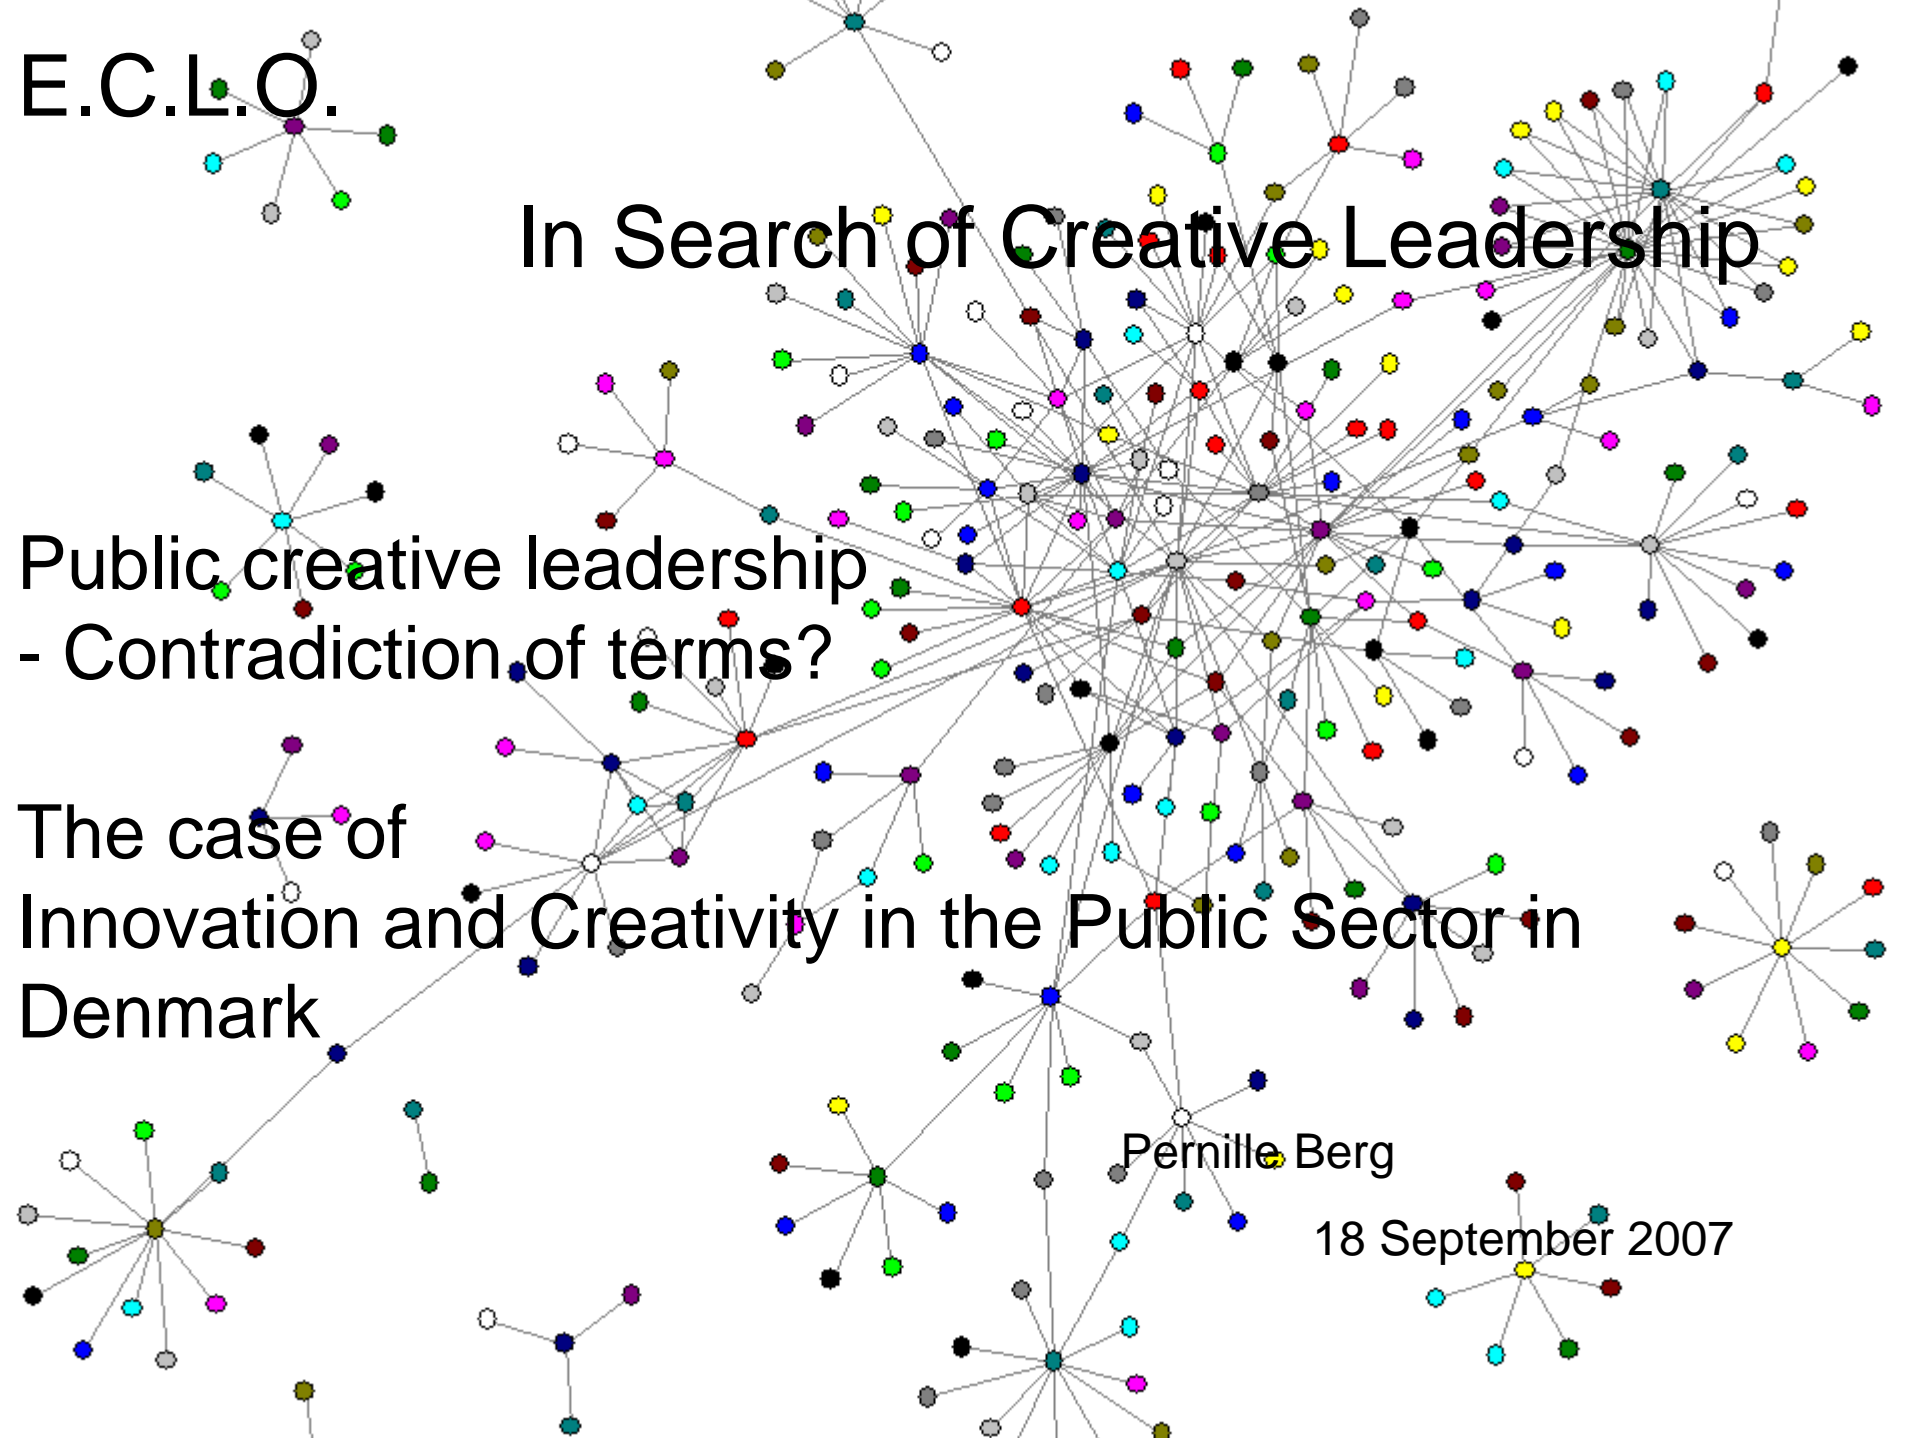 E.C.L.O.
In Search of Creative Leadership
Public creative leadership
- Contradiction of terms?
The case of
Innovation and Creativity in the Public Sector in
Denmark
Pernille Berg
18 September 2007